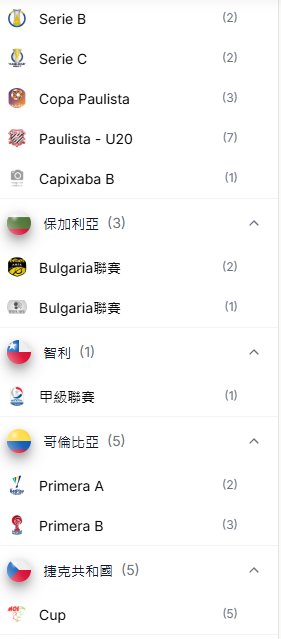 Serie B (2)
Serie C (2)
Copa Paulista (3)
Paulista - U20 (7)
Capixaba B (1)
保加利亞 (3)
Bulgaria聯賽 (2)
Bulgaria聯賽 (1)
智利 (1)
甲級聯賽 (1)
哥倫比亞 (5)
Primera A (2)
Primera B (3)
捷克共和國 (5)
Cup (5)